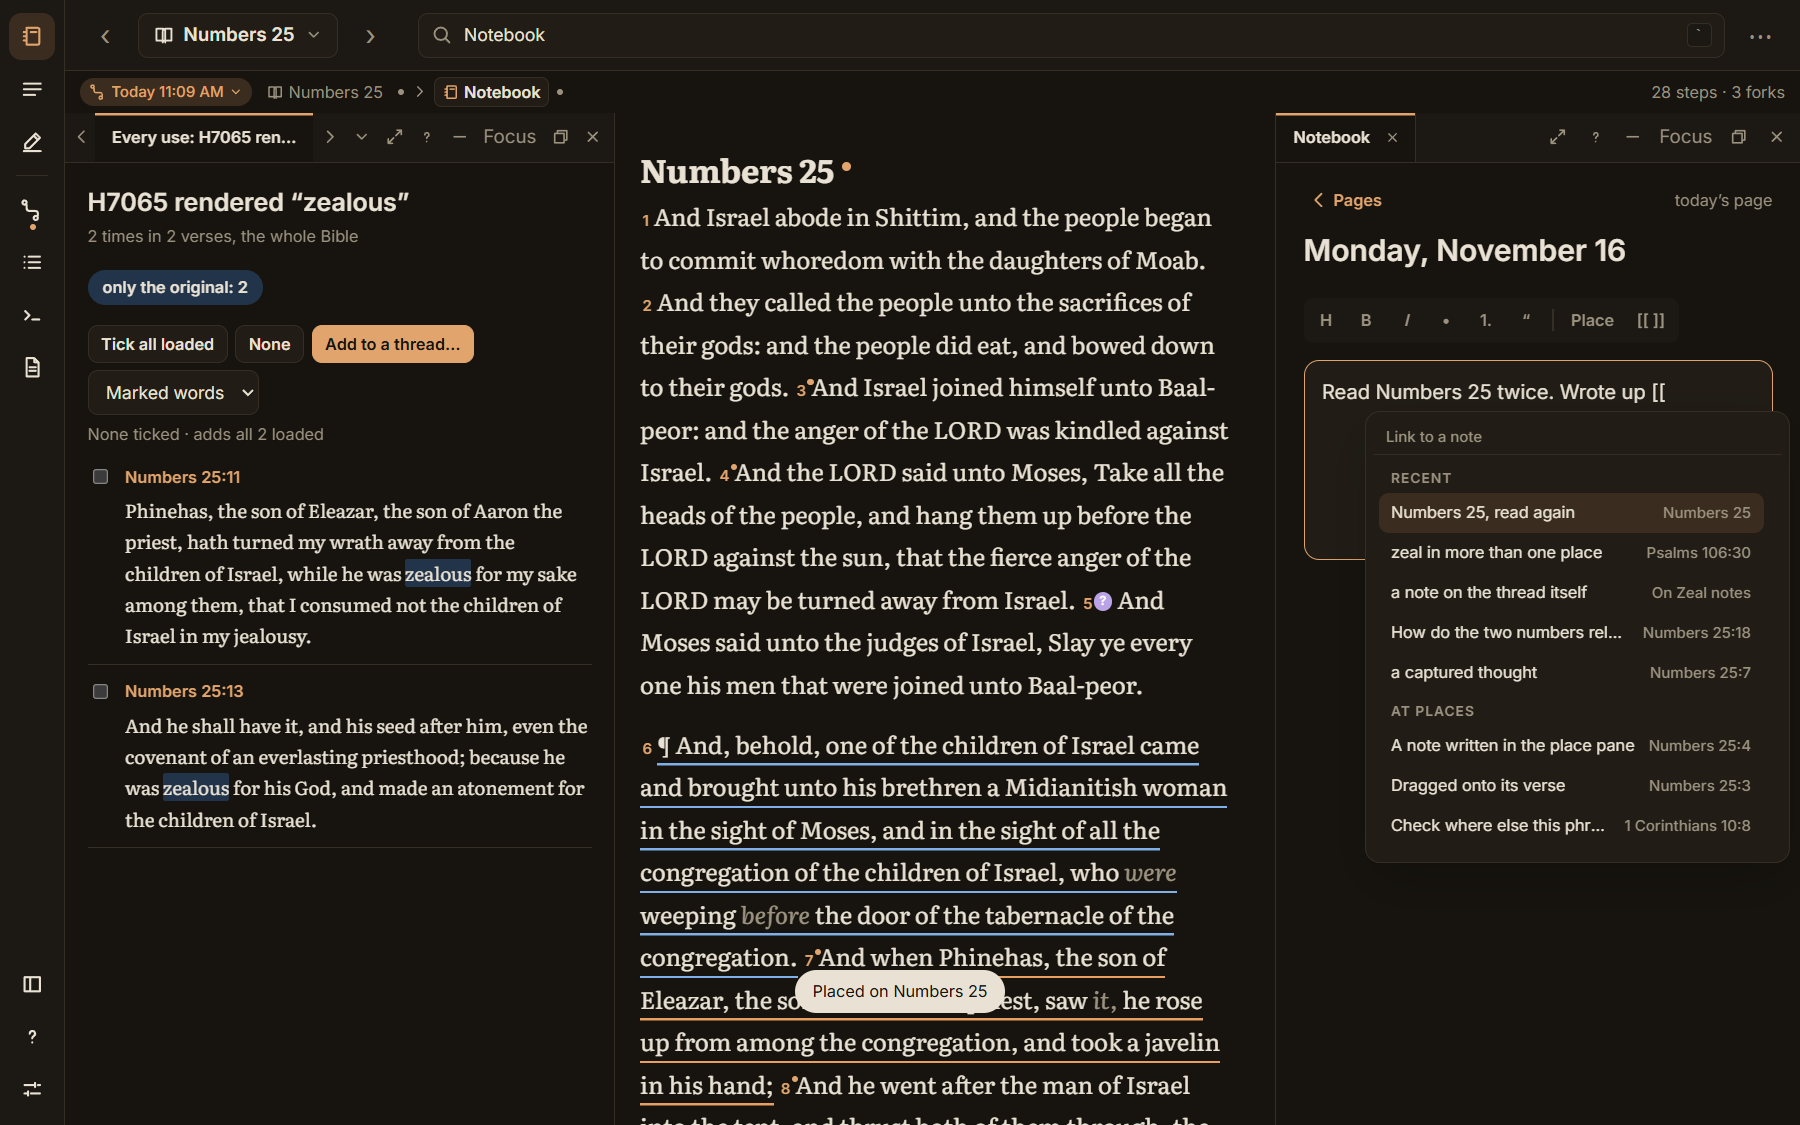 Numbers 25
Notebook
`
Today 11:09 AM
Numbers 25
Notebook
28 steps · 3 forks
Every use: H7065 ren...
?
Focus
H7065 rendered “zealous”
2 times in 2 verses, the whole Bible
only the original: 2
Tick all loaded
None
Add to a thread...
Marked words
None ticked · adds all 2 loaded
Numbers 25:11
Phinehas, the son of Eleazar, the son of Aaron the
priest, hath turned my wrath away from the
children of Israel, while he was zealous for my sake
among them, that I consumed not the children of
Israel in my jealousy.
Numbers 25:13
And he shall have it, and his seed after him, even the
covenant of an everlasting priesthood; because he
was zealous for his God, and made an atonement for
the children of Israel.
Numbers 25
1 And Israel abode in Shittim, and the people began
to commit whoredom with the daughters of Moab.
2 And they called the people unto the sacrifices of
their gods: and the people did eat, and bowed down
to their gods. 3 And Israel joined himself unto Baal-
peor: and the anger of the LORD was kindled against
Israel. 4 And the LORD said unto Moses, Take all the
heads of the people, and hang them up before the
LORD against the sun, that the fierce anger of the
LORD may be turned away from Israel. 5 ? And
Moses said unto the judges of Israel, Slay ye every
one his men that were joined unto Baal-peor.
6 ¶ And, behold, one of the children of Israel came
and brought unto his brethren a Midianitish woman
in the sight of Moses, and in the sight of all the
congregation of the children of Israel, who were
weeping before the door of the tabernacle of the
congregation. 7 And when Phinehas, the son of
Eleazar, the so
est, saw it, he rose
up from among the congregation, and took a javelin
in his hand; 8 And he went after the man of Israel
into the tent, and thrust both of them through, the
Placed on Numbers 25
Notebook
?
Focus
Pages
today’s page
Monday, November 16
H B I • 1. “ Place [[ ]]
Read Numbers 25 twice. Wrote up [[
Link to a note
RECENT
Numbers 25, read again Numbers 25
zeal in more than one place Psalms 106:30
a note on the thread itself On Zeal notes
How do the two numbers rel... Numbers 25:18
a captured thought Numbers 25:7
AT PLACES
A note written in the place pane Numbers 25:4
Dragged onto its verse Numbers 25:3
Check where else this phr... 1 Corinthians 10:8
?